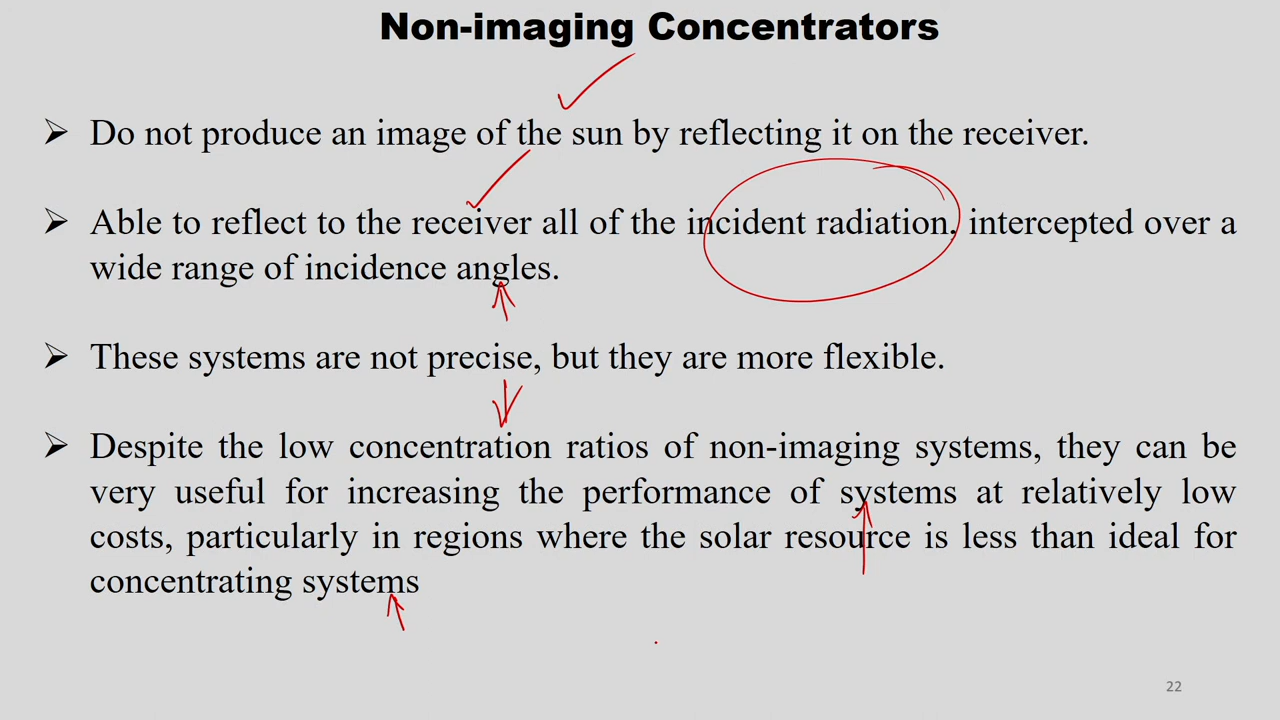 Non-imaging Concentrators
➢ Do not produce an image of the sun by reflecting it on the receiver.
➢ Able to reflect to the receiver all of the incident radiation, intercepted over a
wide range of incidence angles.
➢ These systems are not precise, but they are more flexible.
➢ Despite the low concentration ratios of non-imaging systems, they can be
very useful for increasing the performance of systems at relatively low
costs, particularly in regions where the solar resource is less than ideal for
concentrating systems
22